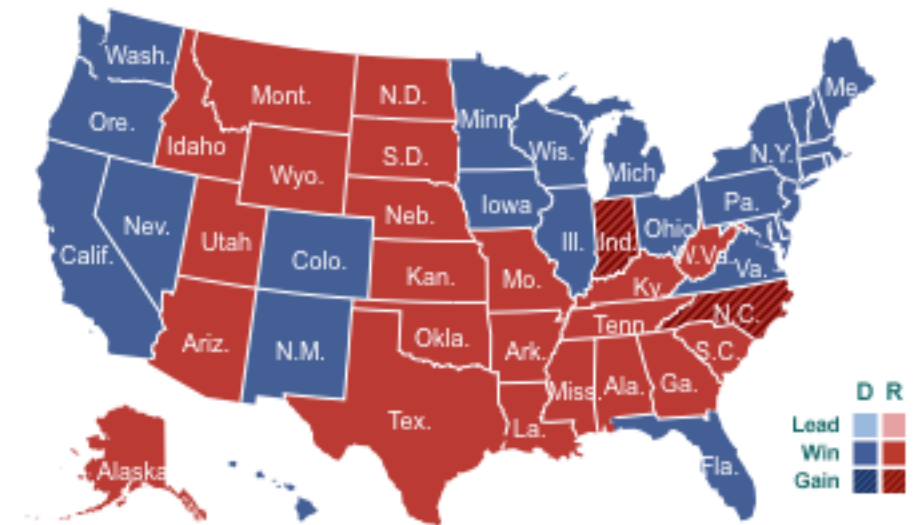 Wash.
Me.
Mont.
N.D.
Minn.
Ore.
Idaho
S.D.
Wis.
N.Y.
Wyo.
Mich.
Neb.
Iowa
Pa.
Nev.
Utah
Ill.
Ind.
Ohio
Calif.
Colo.
Kan.
Mo.
W.Va.
Va.
Ky.
Ariz.
N.M.
Okla.
Ark.
Tenn.
N.C.
S.C.
Tex.
La.
Miss.
Ala.
Ga.
Alaska
Fla.
D R
Lead
Win
Gain